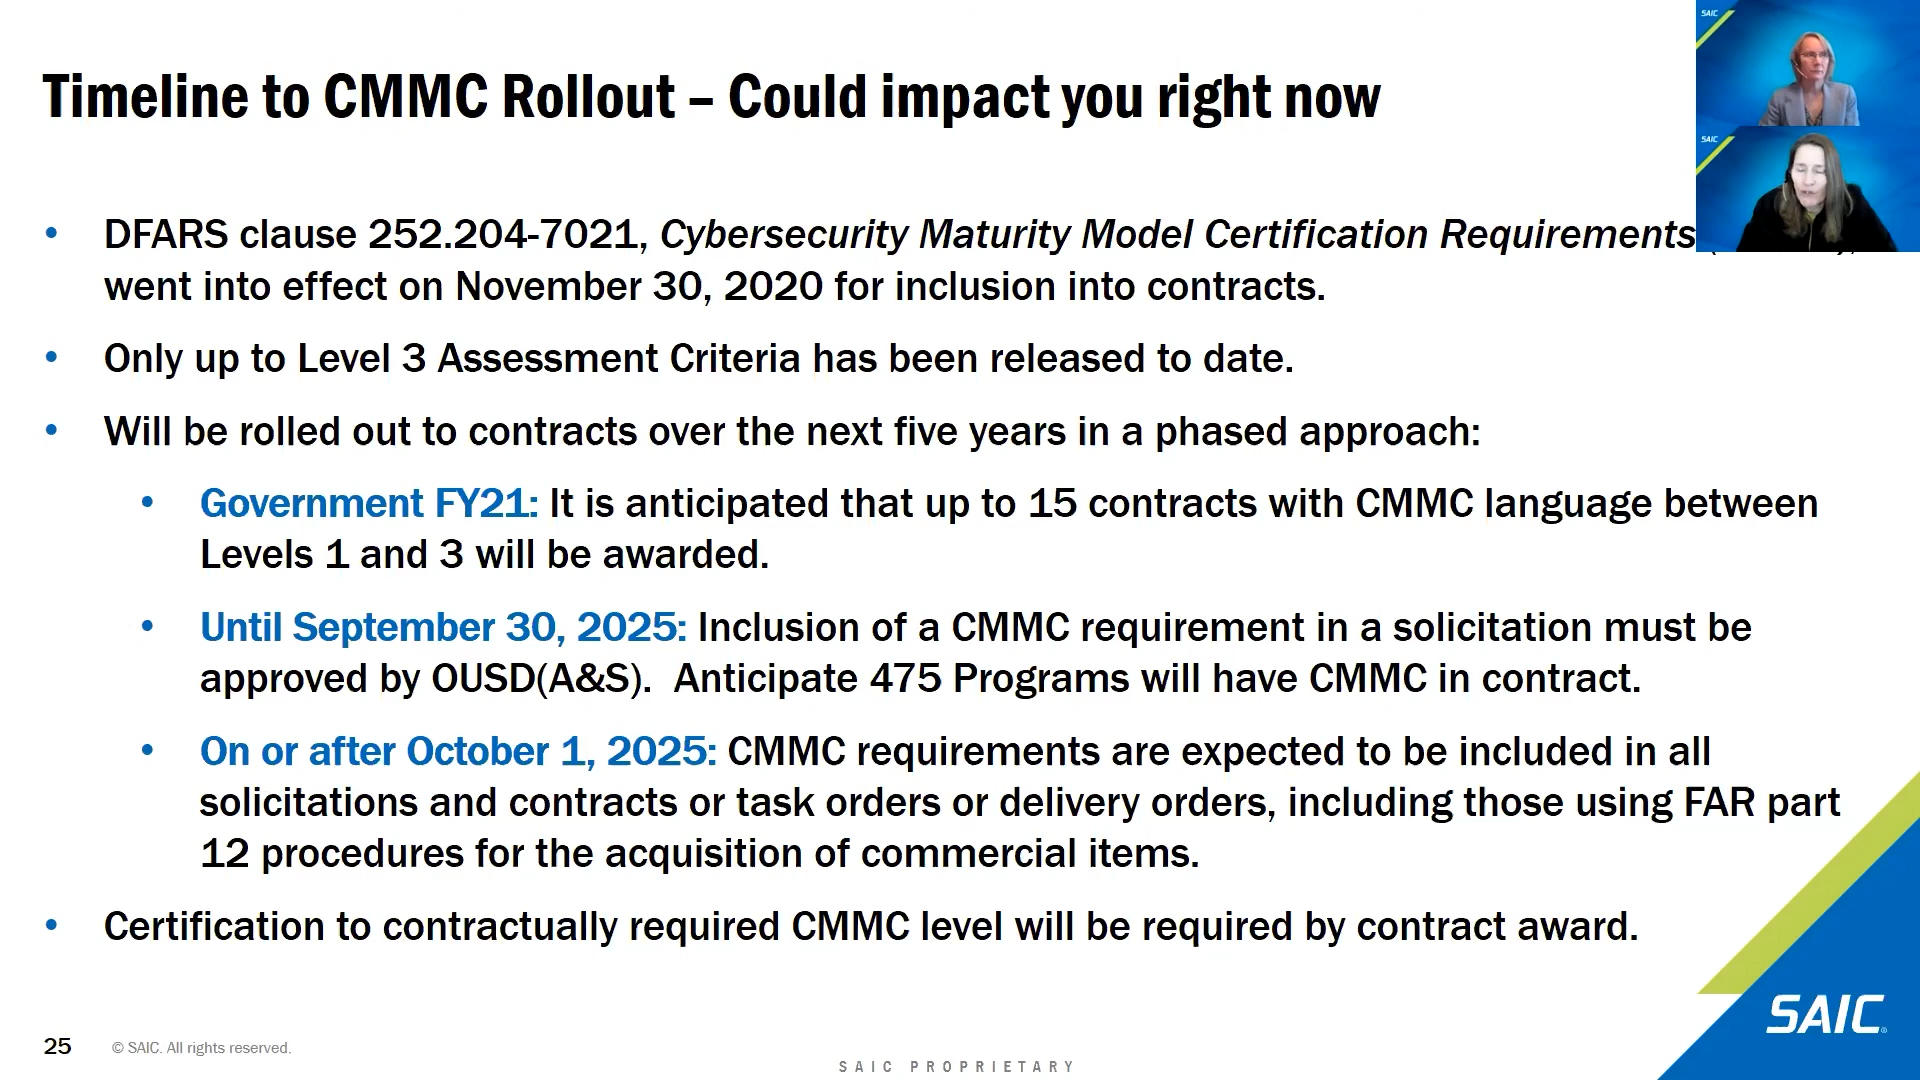 SAIC
Timeline to CMMC Rollout – Could impact you right now
SAIC
• DFARS clause 252.204-7021, Cybersecurity Maturity Model Certification Requirements
went into effect on November 30, 2020 for inclusion into contracts.
• Only up to Level 3 Assessment Criteria has been released to date.
• Will be rolled out to contracts over the next five years in a phased approach:
• Government FY21: It is anticipated that up to 15 contracts with CMMC language between
Levels 1 and 3 will be awarded.
• Until September 30, 2025: Inclusion of a CMMC requirement in a solicitation must be
approved by OUSD(A&S).  Anticipate 475 Programs will have CMMC in contract.
• On or after October 1, 2025: CMMC requirements are expected to be included in all
solicitations and contracts or task orders or delivery orders, including those using FAR part
12 procedures for the acquisition of commercial items.
• Certification to contractually required CMMC level will be required by contract award.
SAIC®
25 © SAIC. All rights reserved.
SAIC PROPRIETARY